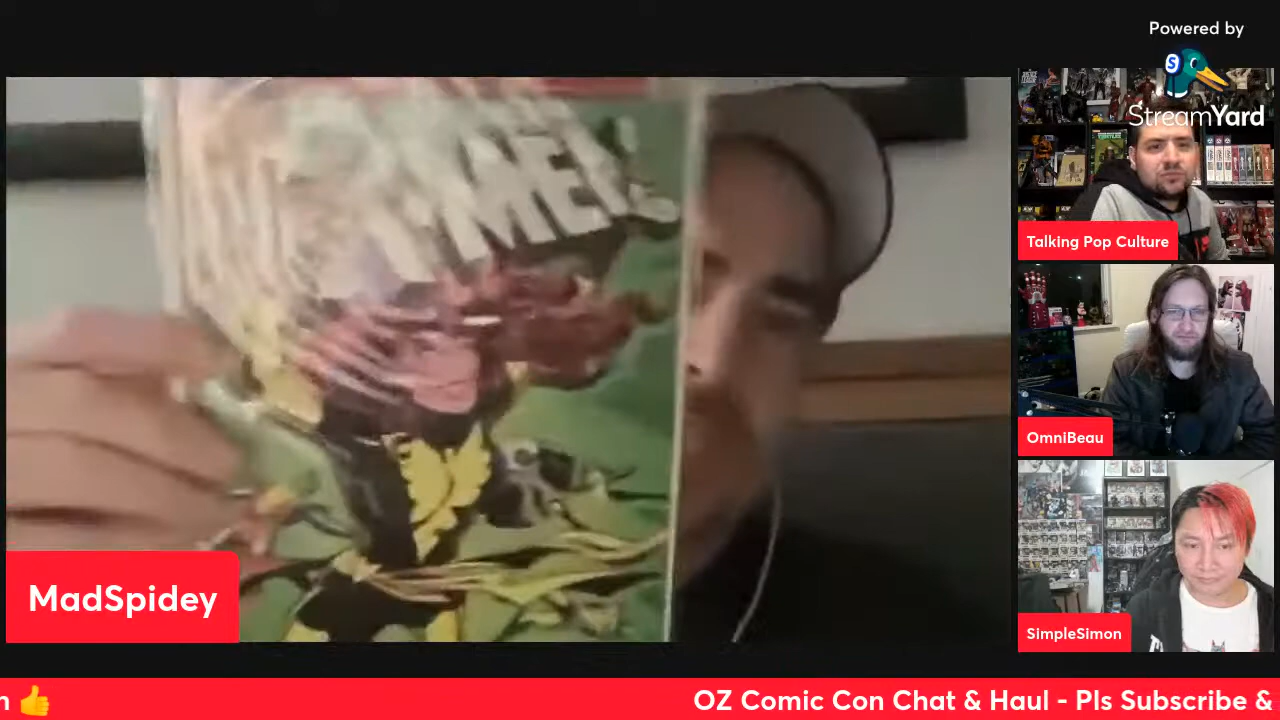 Powered by
StreamYard
Talking Pop Culture
OmniBeau
MadSpidey
SimpleSimon
n 👍
OZ Comic Con Chat & Haul - Pls Subscribe &